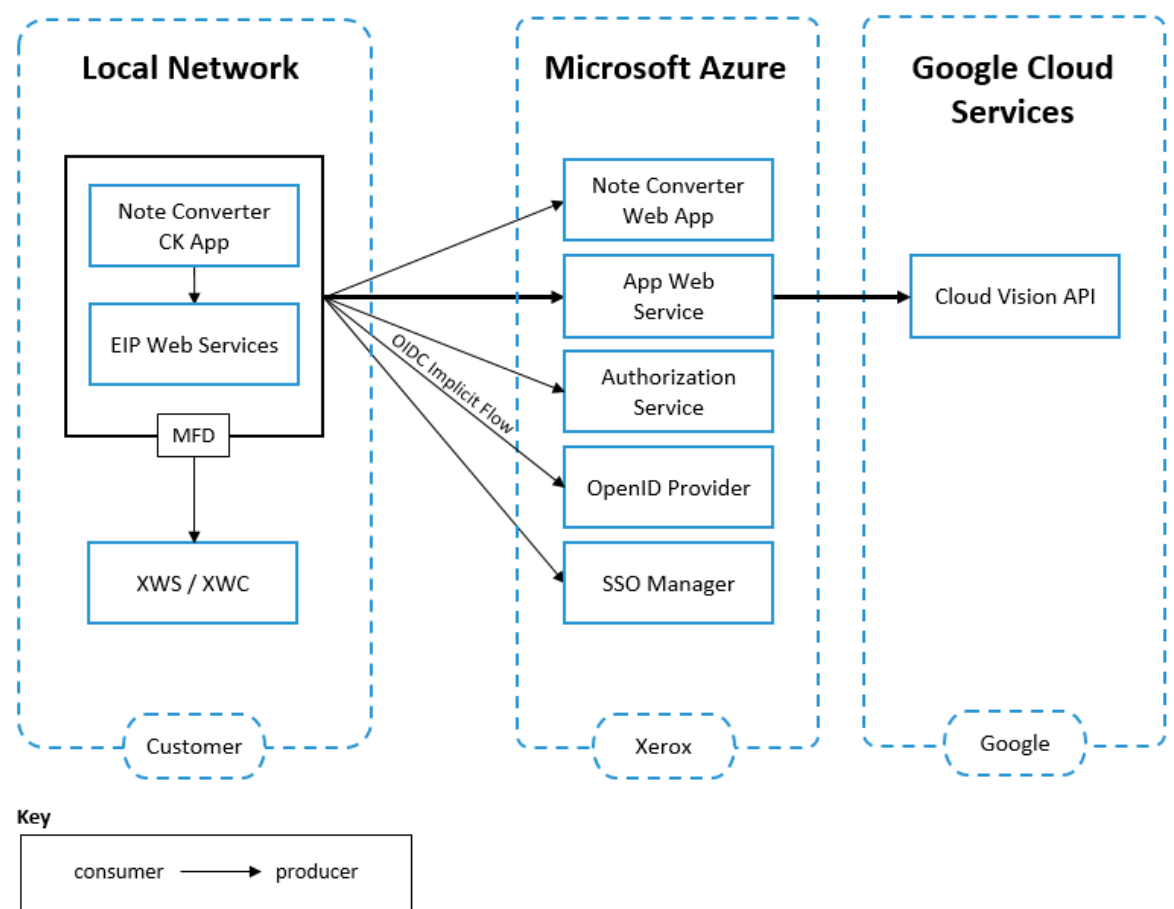 Local Network
Note Converter
CK App
EIP Web Services
MFD
XWS / XWC
Customer
OIDC Implicit Flow
Microsoft Azure
Note Converter
Web App
App Web
Service
Authorization
Service
OpenID Provider
SSO Manager
Xerox
Google Cloud
Services
Cloud Vision API
Google
Key
consumer
producer